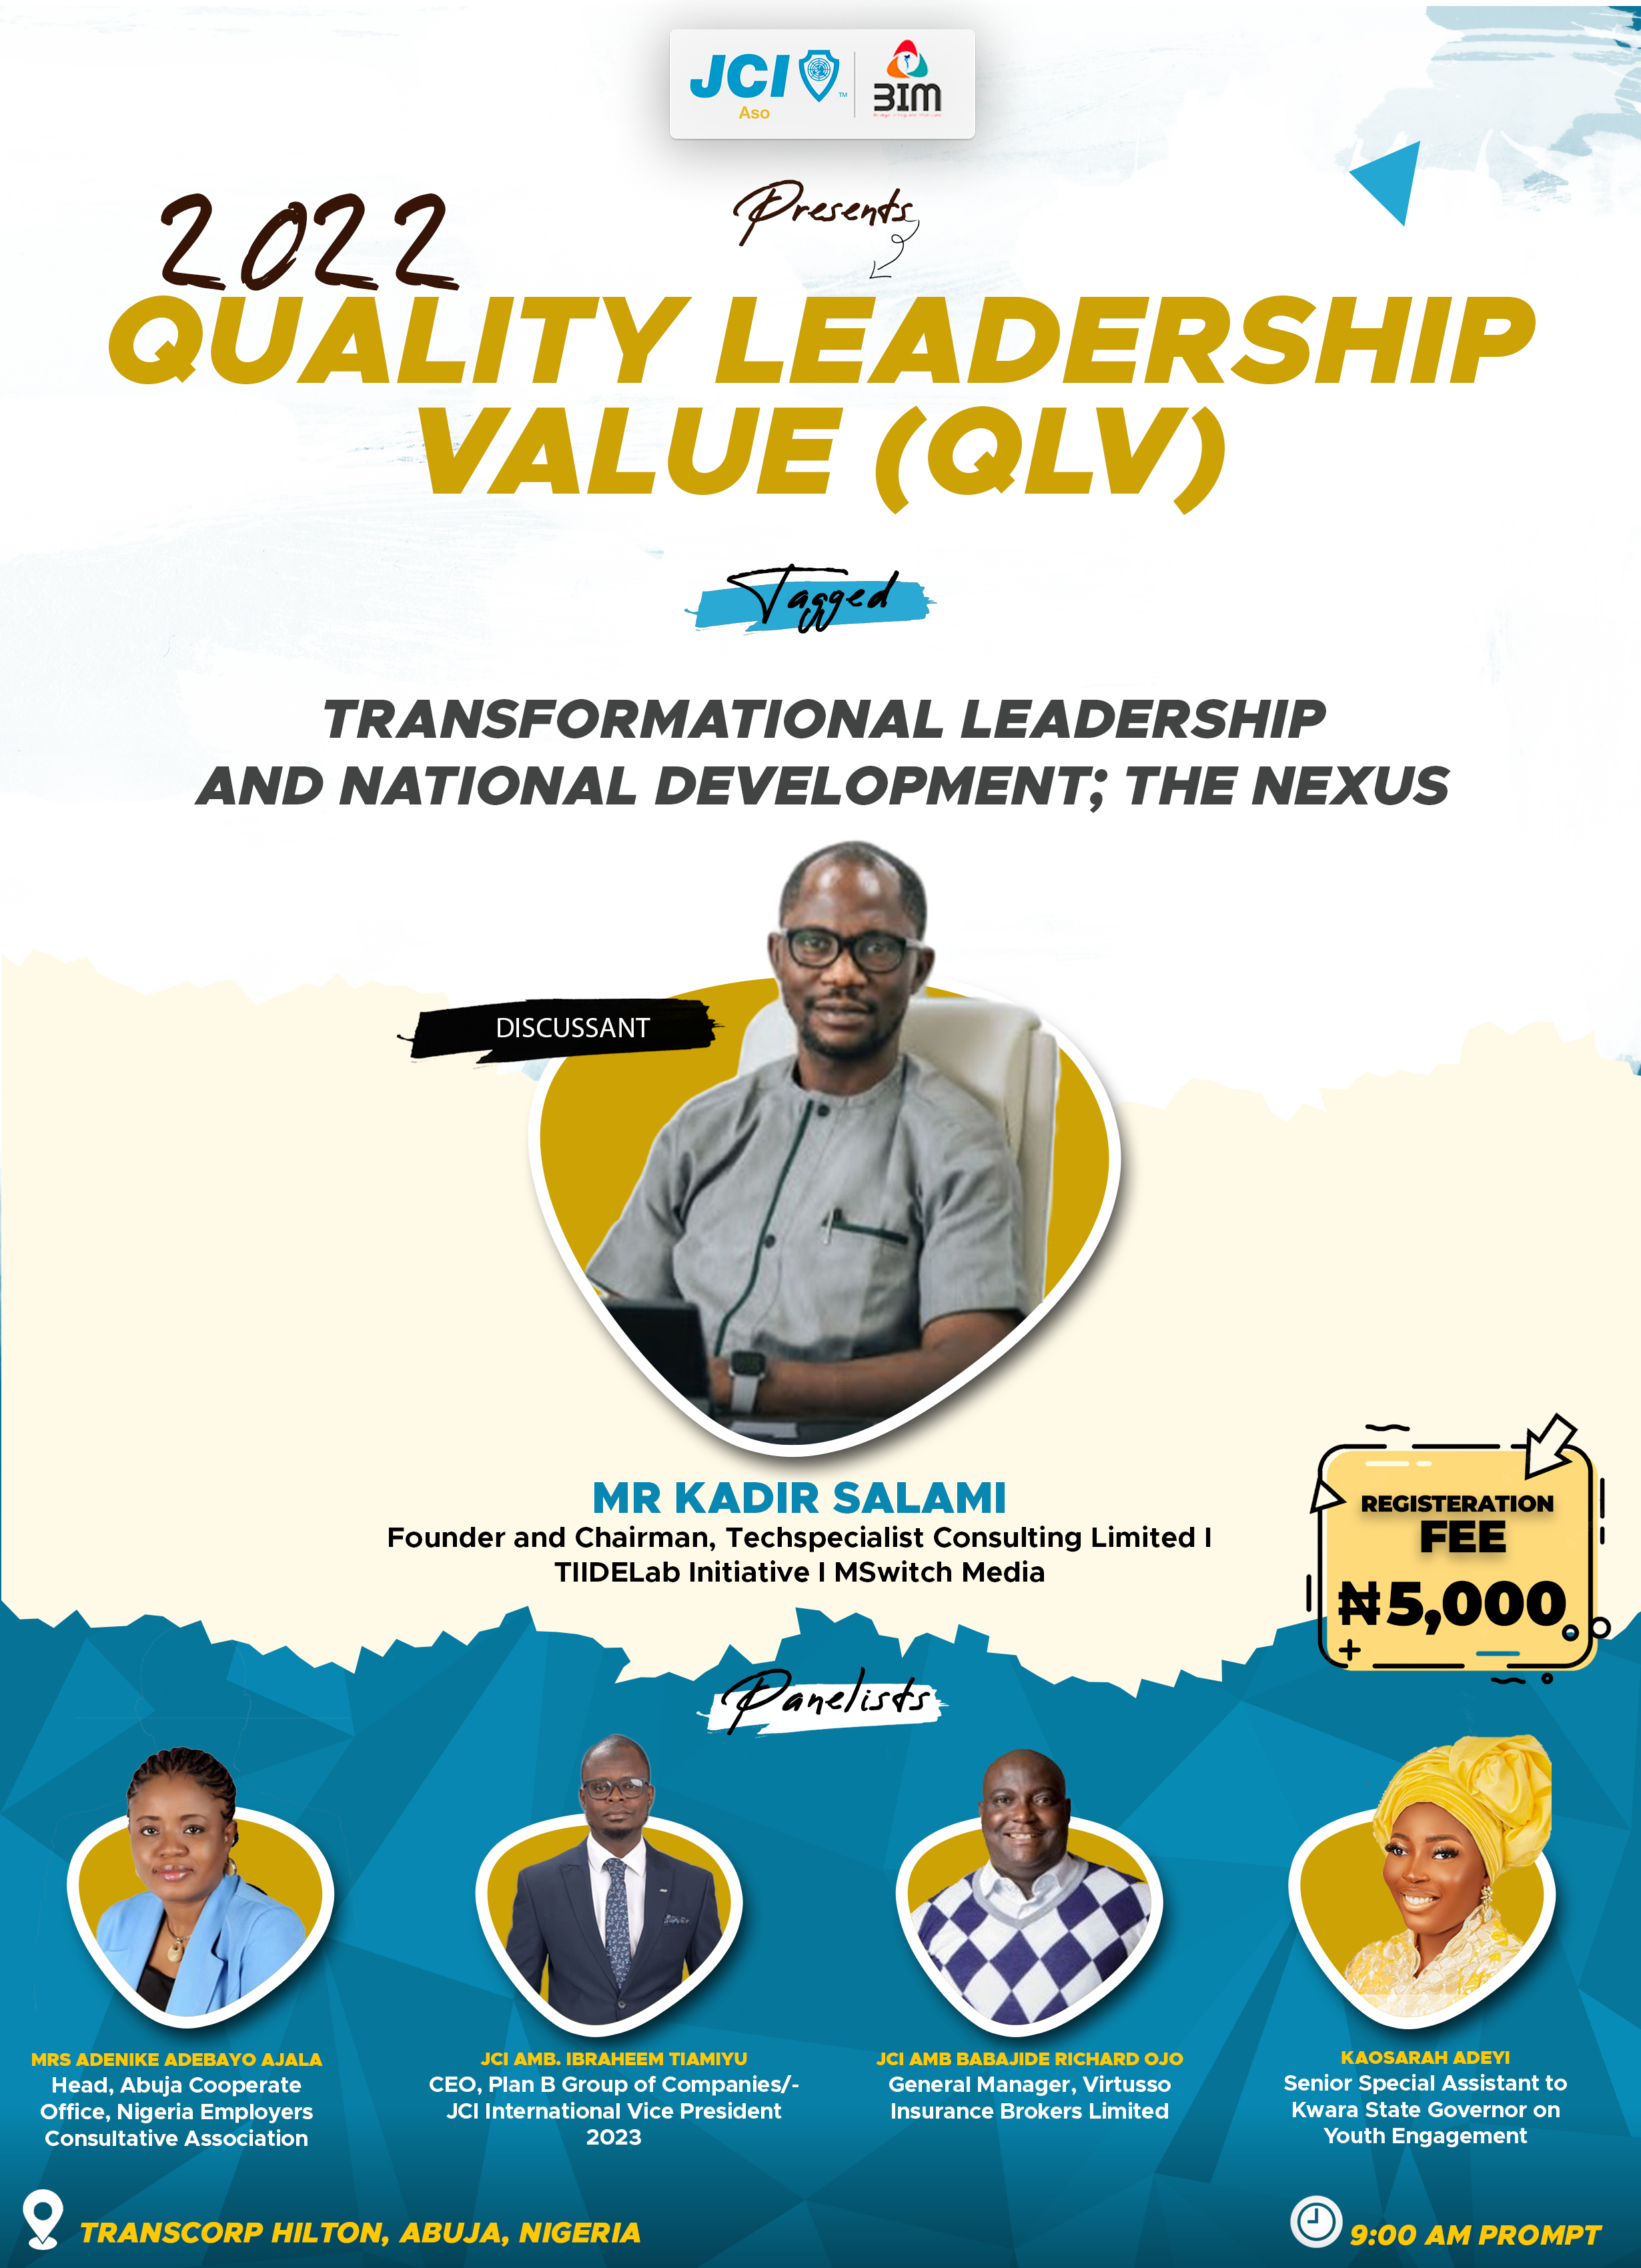 JCI
TM
Aso
BIM
Presents
2022
QUALITY LEADERSHIP
VALUE (QLV)
Tagged
TRANSFORMATIONAL LEADERSHIP
AND NATIONAL DEVELOPMENT; THE NEXUS
DISCUSSANT
MR KADIR SALAMI
Founder and Chairman, Techspecialist Consulting Limited I
TIIDELab Initiative I MSwitch Media
REGISTERATION
FEE
₦5,000
Panelists
MRS ADENIKE ADEBAYO AJALA
Head, Abuja Cooperate
Office, Nigeria Employers
Consultative Association
JCI AMB. IBRAHEEM TIAMIYU
CEO, Plan B Group of Companies/-
JCI International Vice President
2023
JCI AMB BABAJIDE RICHARD OJO
General Manager, Virtusso
Insurance Brokers Limited
KAOSARAH ADEYI
Senior Special Assistant to
Kwara State Governor on
Youth Engagement
TRANSCORP HILTON, ABUJA, NIGERIA
9:00 AM PROMPT